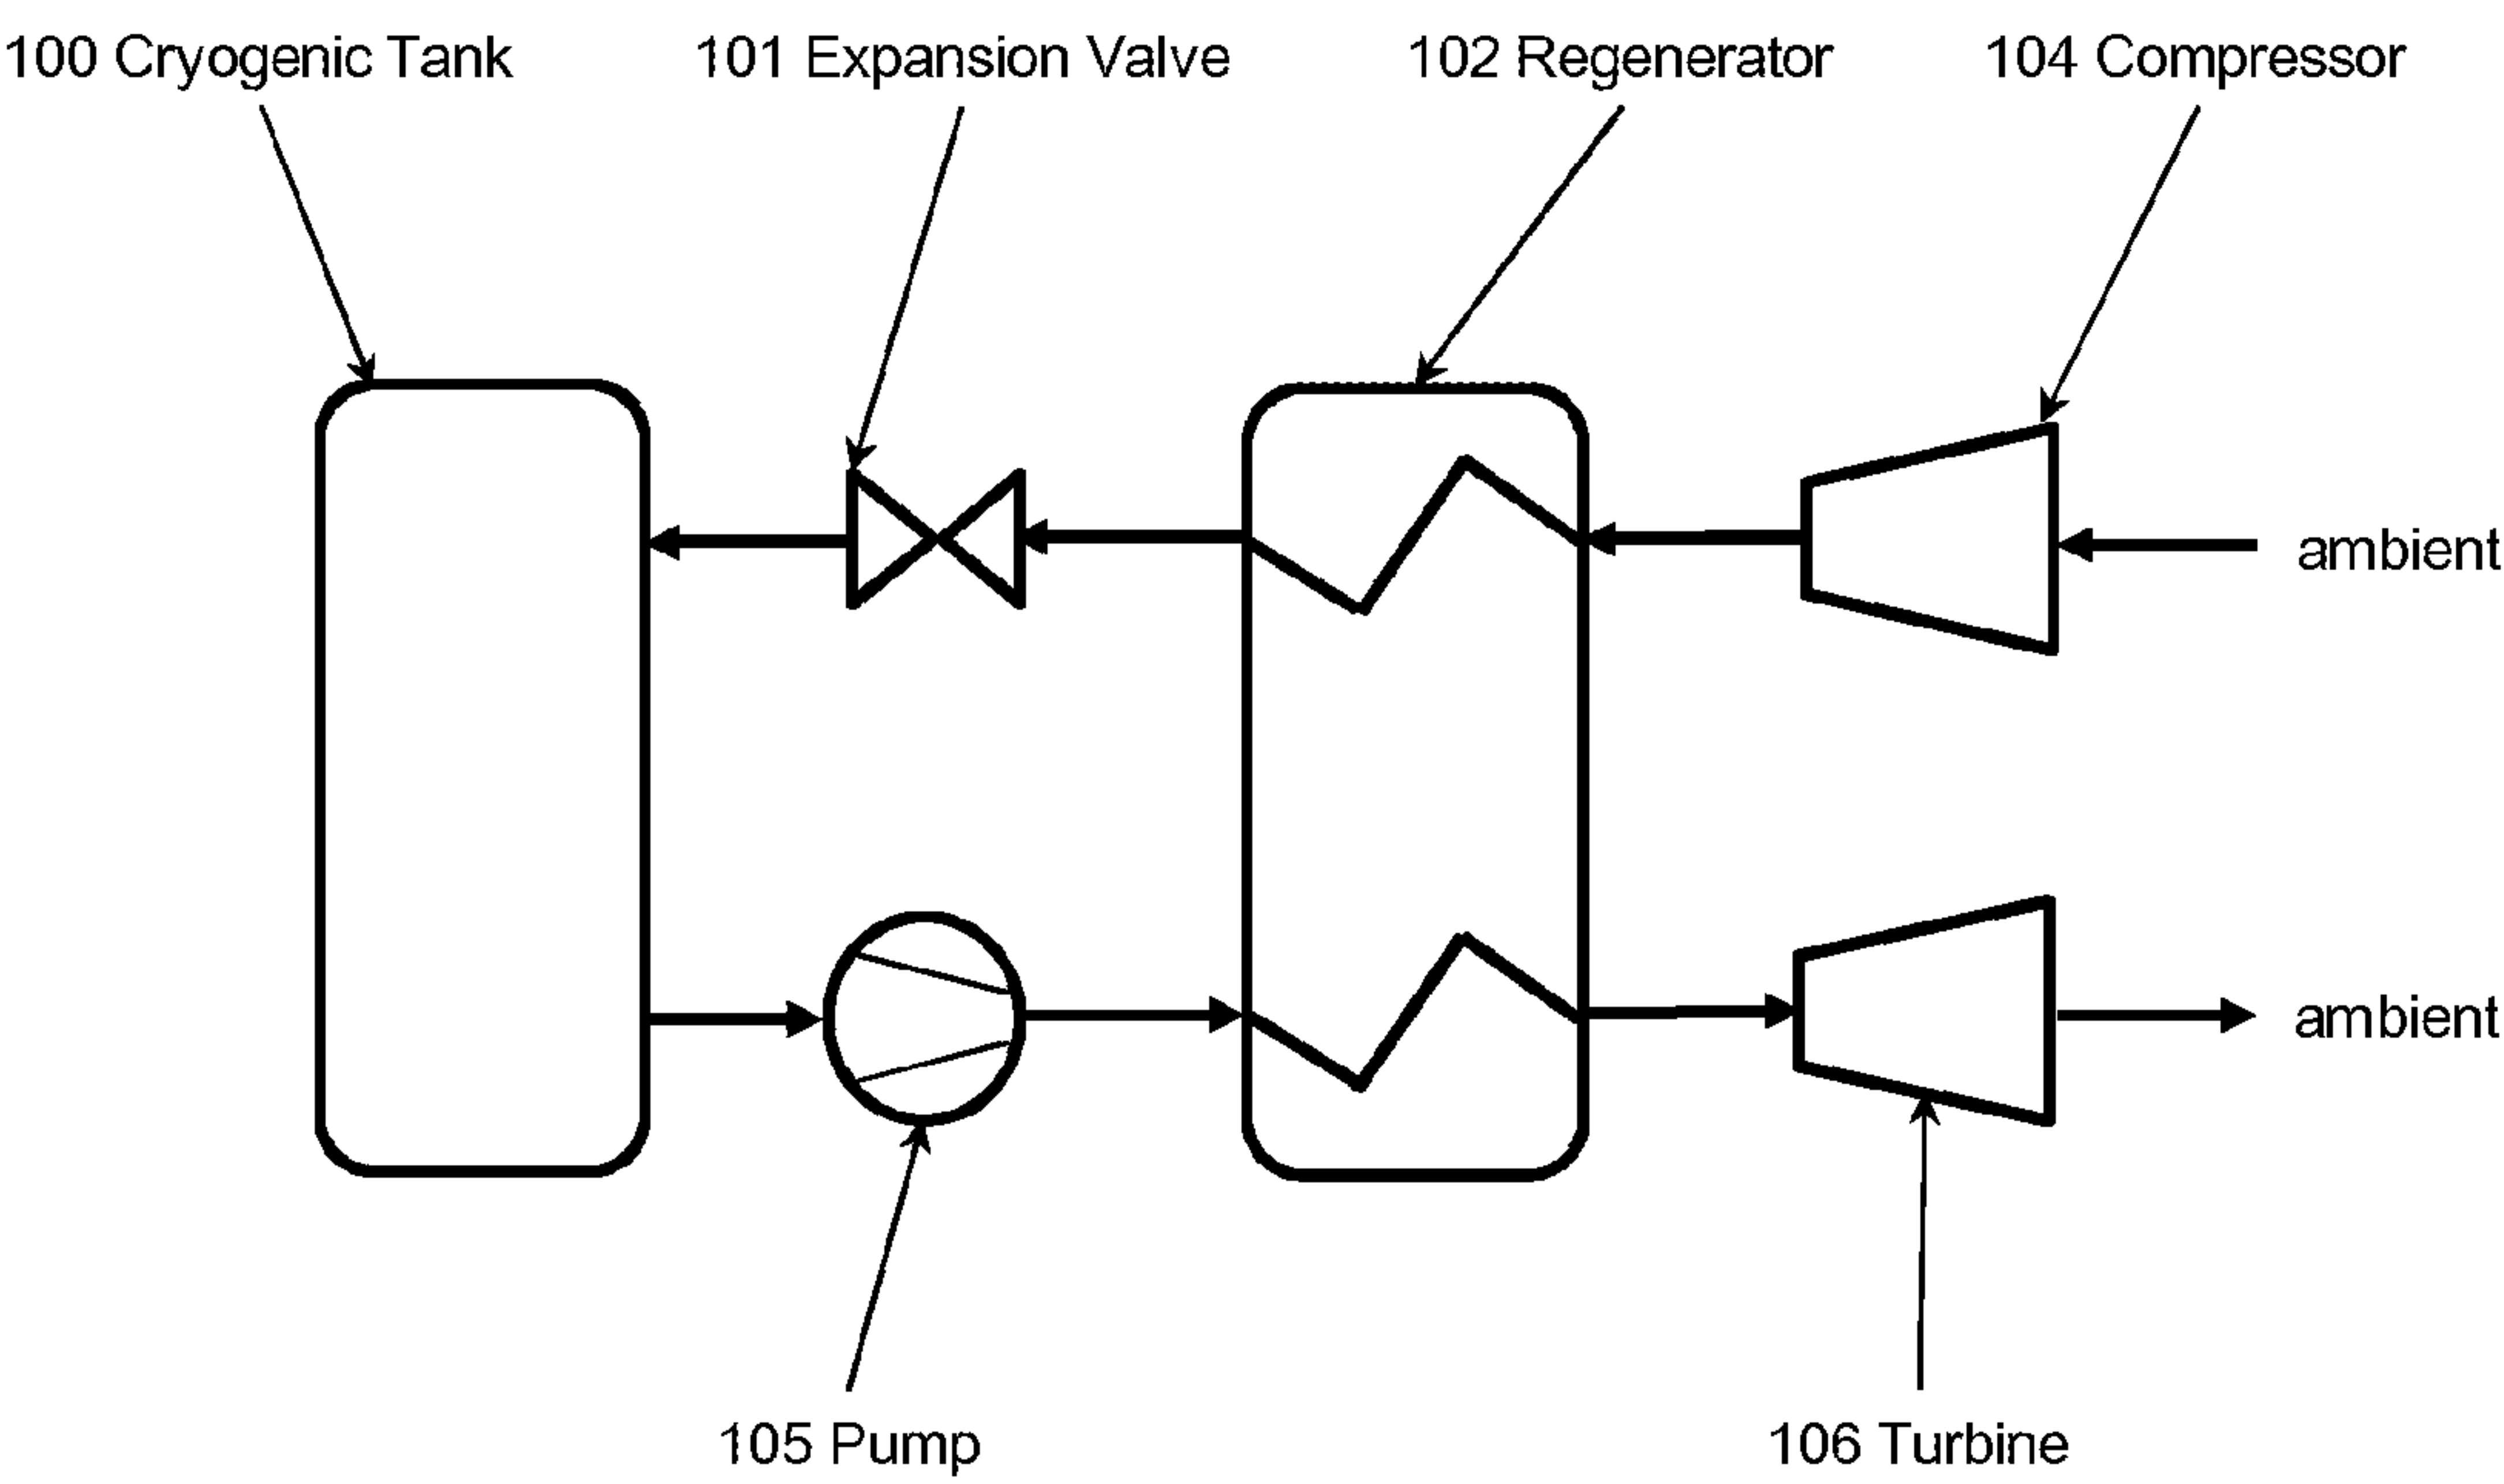 100 Cryogenic Tank
101 Expansion Valve
102 Regenerator
104 Compressor
ambient
ambient
105 Pump
106 Turbine